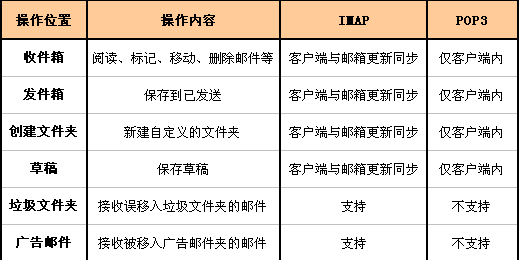 操作位置 操作内容 IMAP POP3
收件箱 阅读、标记、移动、删除邮件等 客户端与邮箱更新同步 仅客户端内
发件箱 保存到已发送 客户端与邮箱更新同步 仅客户端内
创建文件夹 新建自定义的文件夹 客户端与邮箱更新同步 仅客户端内
草稿 保存草稿 客户端与邮箱更新同步 仅客户端内
垃圾文件夹 接收误移入垃圾文件夹的邮件 支持 不支持
广告邮件 接收被移入广告邮件夹的邮件 支持 不支持